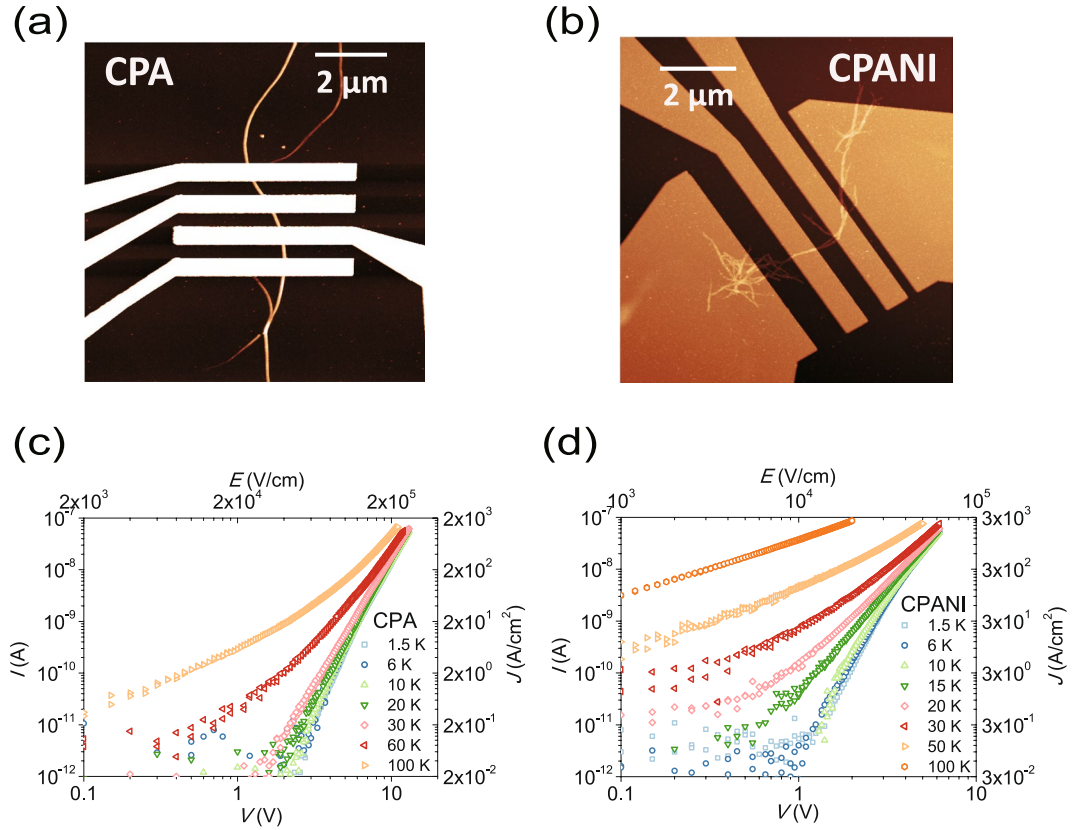 (a)
CPA
2 μm
(b)
CPANI
2 μm
(c)
E (V/cm)
2x10³ 2x10⁴ 2x10⁵
10⁻⁷
10⁻⁸
10⁻⁹
10⁻¹⁰
10⁻¹¹
10⁻¹²
I (A)
2x10³
2x10²
2x10¹
2x10⁰
2x10⁻¹
2x10⁻²
J (A/cm²)
CPA
1.5 K
6 K
10 K
20 K
30 K
60 K
100 K
0.1 1 10
V (V)
(d)
E (V/cm)
10³ 10⁴ 10⁵
10⁻⁷
10⁻⁸
10⁻⁹
10⁻¹⁰
10⁻¹¹
10⁻¹²
I (A)
3x10³
3x10²
3x10¹
3x10⁰
3x10⁻¹
3x10⁻²
J (A/cm²)
CPANI
1.5 K
6 K
10 K
15 K
20 K
30 K
50 K
100 K
0.1 1 10
V (V)